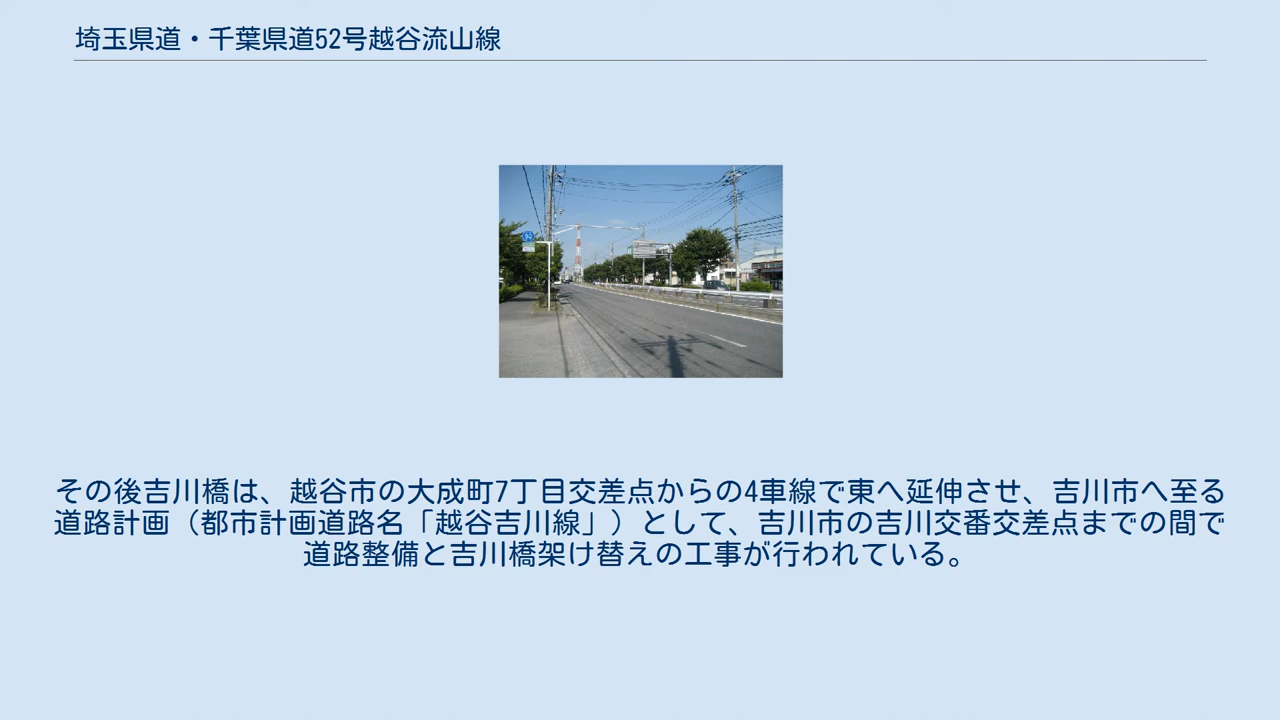 埼玉県道・千葉県道52号越谷流山線
その後吉川橋は、越谷市の大成町7丁目交差点からの4車線で東へ延伸させ、吉川市へ至る
道路計画（都市計画道路名「越谷吉川線」）として、吉川市の吉川交番交差点までの間で
道路整備と吉川橋架け替えの工事が行われている。